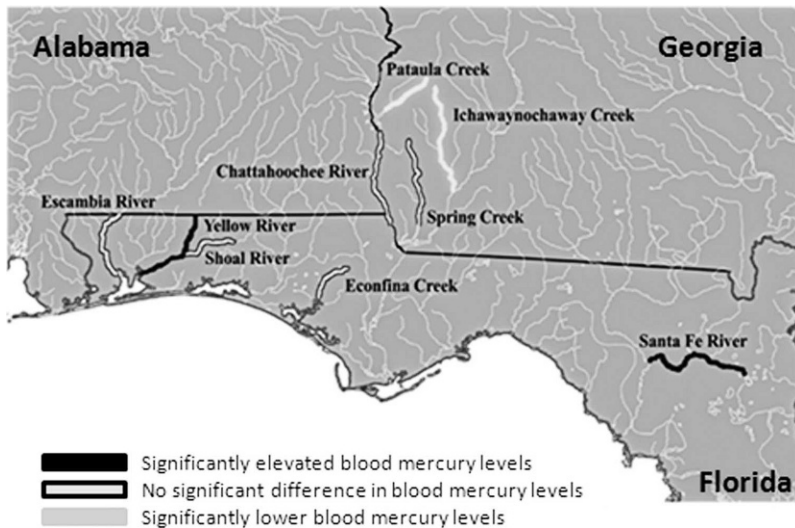 Alabama
Georgia
Pataula Creek
Ichawaynochaway Creek
Chattahoochee River
Escambia River
Spring Creek
Yellow River
Shoal River
Econfina Creek
Santa Fe River
Significantly elevated blood mercury levels
No significant difference in blood mercury levels
Significantly lower blood mercury levels
Florida